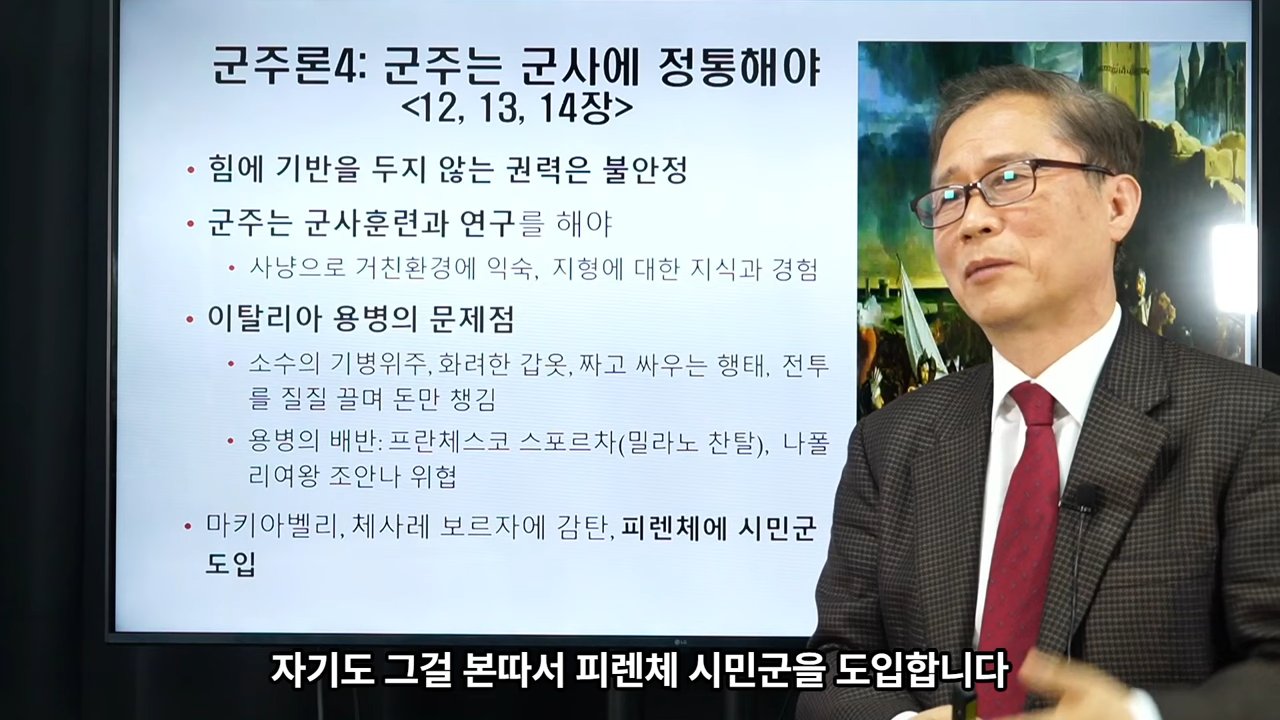 군주론4: 군주는 군사에 정통해야
<12, 13, 14장>
• 힘에 기반을 두지 않는 권력은 불안정
• 군주는 군사훈련과 연구를 해야
• 사냥으로 거친환경에 익숙, 지형에 대한 지식과 경험
• 이탈리아 용병의 문제점
• 소수의 기병위주, 화려한 갑옷, 짜고 싸우는 행태, 전투
를 질질 끌며 돈만 챙김
• 용병의 배반: 프란체스코 스포르차(밀라노 찬탈), 나폴
리여왕 조안나 위협
• 마키아벨리, 체사레 보르자에 감탄, 피렌체에 시민군
도입
LG
자기도 그걸 본따서 피렌체 시민군을 도입합니다